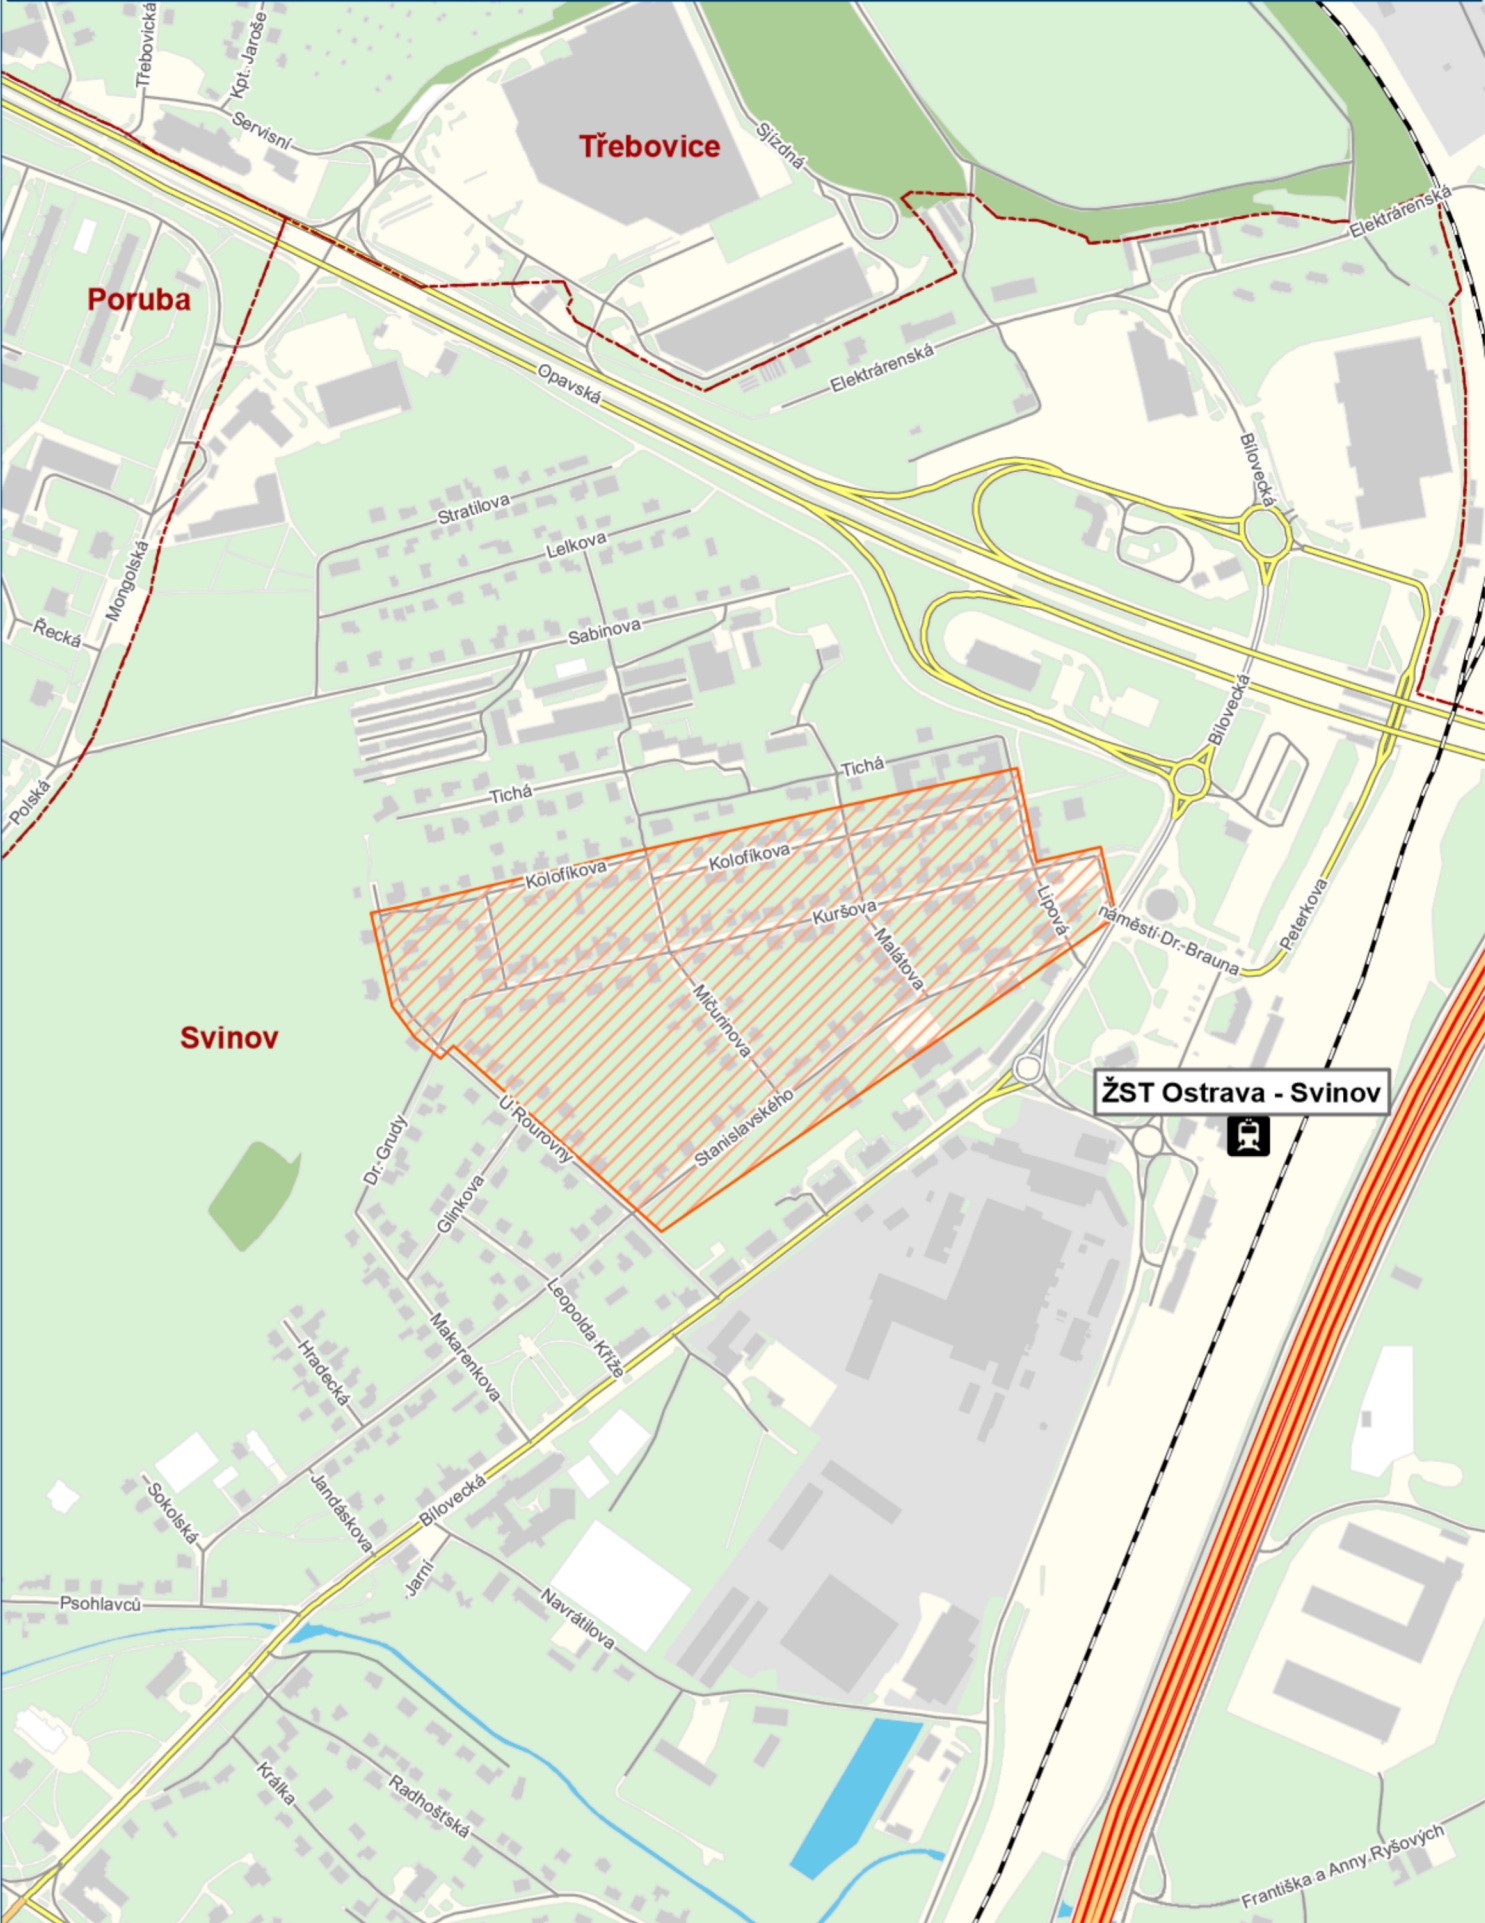 Třebovická
Kpt. Jaroše
Servisní
Třebovice
Sjízdná
Elektrárenská
Poruba
Opavská
Elektrárenská
Bílovecká
Stratilova
Lelkova
Mongolská
Řecká
Sabinova
Bílovecká
Polská
Tichá
Tichá
Kolofíkova
Kolofíkova
Kuršova
Lipová
Malátova
náměstí Dr. Brauna
Peterkova
Svinov
Mičurinova
ŽST Ostrava - Svinov
U Rourovny
Stanislavského
Dr. Grudy
Glinkova
Leopolda Kříže
Makarenkova
Hradecká
Sokolská
Jandáskova
Bílovecká
Jarní
Psohlavců
Navrátilova
Králka
Radhošťská
Františka a Anny Ryšových